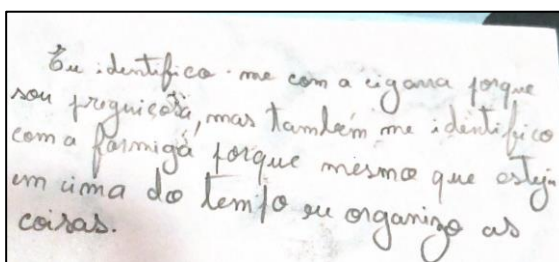 Eu identifico-me com a cigarra porque
sou preguiçosa, mas também me identifico
com a formiga porque mesmo que esteja
em cima do tempo eu organizo as
coisas.